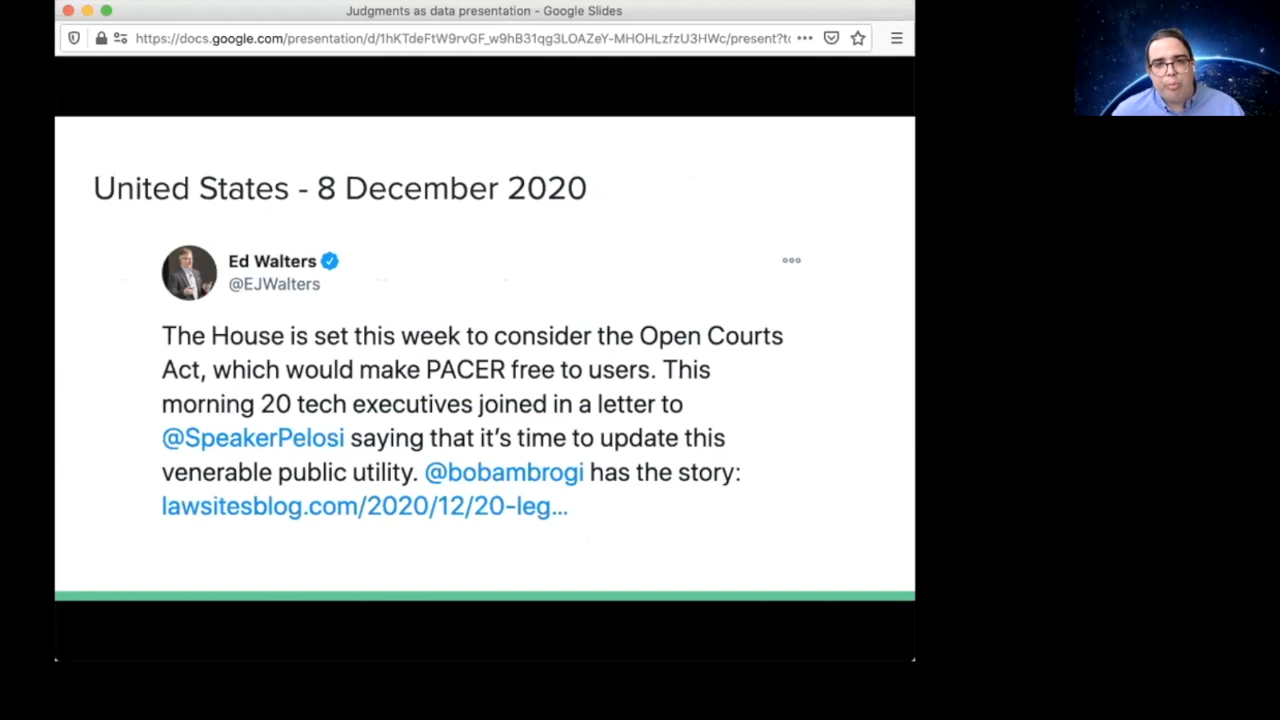 Judgments as data presentation - Google Slides
https://docs.google.com/presentation/d/1hKTdeFtW9rvGF_w9hB31qg3LOAZeY-MHOHLzfzU3HWc/present?to
United States - 8 December 2020
Ed Walters
@EJWalters
The House is set this week to consider the Open Courts
Act, which would make PACER free to users. This
morning 20 tech executives joined in a letter to
@SpeakerPelosi saying that it’s time to update this
venerable public utility. @bobambrogi has the story:
lawsitesblog.com/2020/12/20-leg…